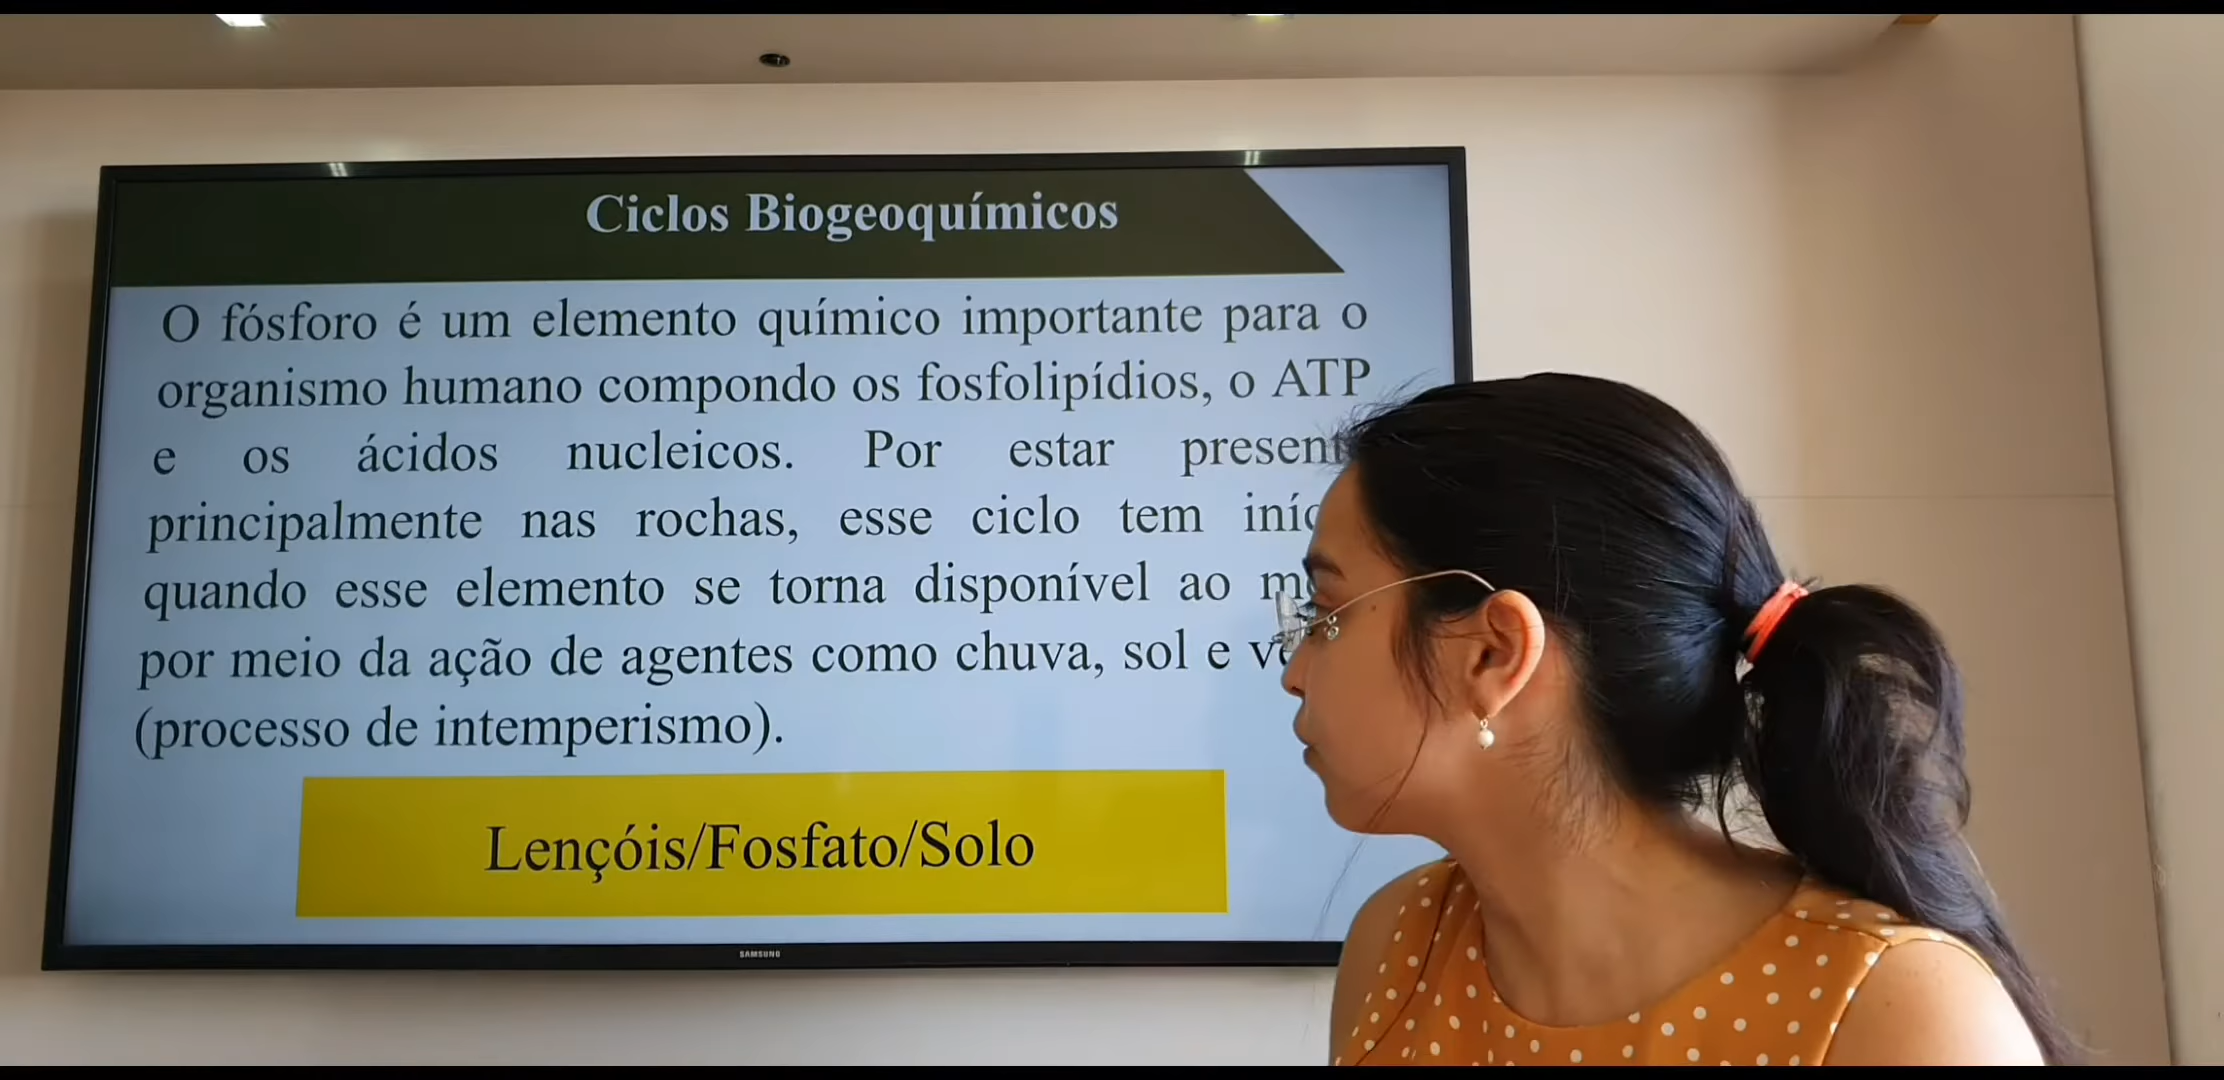 Ciclos Biogeoquímicos
O fósforo é um elemento químico importante para o
organismo humano compondo os fosfolipídios, o ATP
e os ácidos nucleicos. Por estar
principalmente nas rochas, esse ciclo tem
quando esse elemento se torna disponível ao
por meio da ação de agentes como chuva, sol e
(processo de intemperismo).
Lençóis/Fosfato/Solo
SAMSUNG